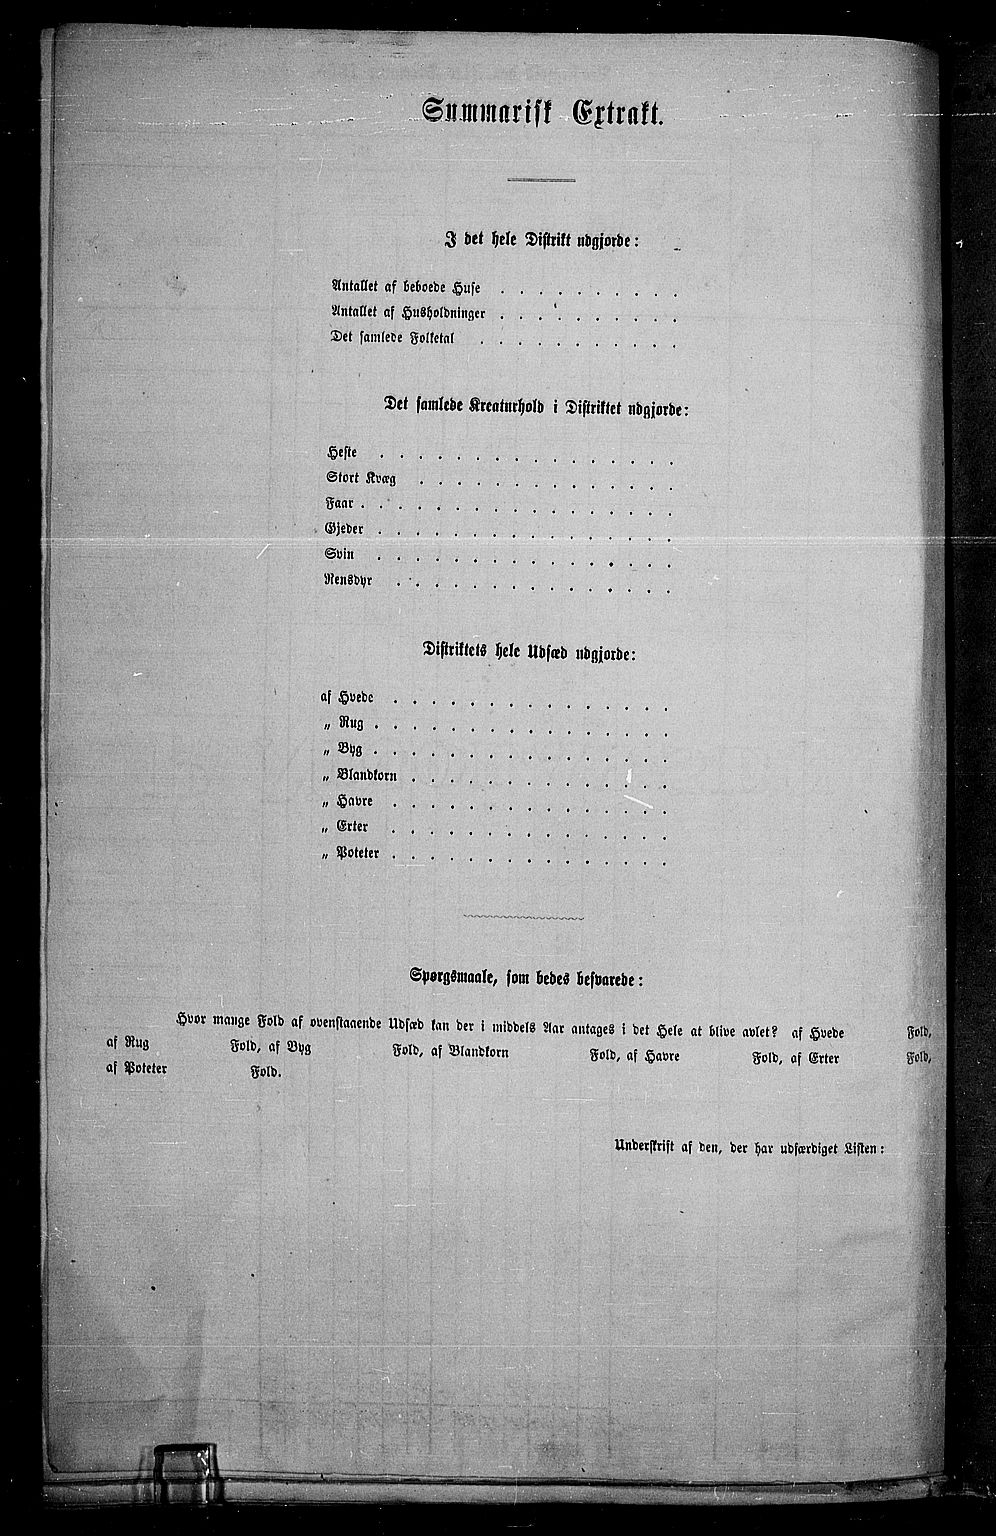 Summarisk Extrakt.
I det hele Distrikt udgjorde:
Antallet af beboede Huse . . . . . . . . . .
Antallet af Husholdninger . . . . . . . . . .
Det samlede Folketal . . . . . . . . . . .
Det samlede Kreaturhold i Distriktet udgjorde:
Heste . . . . . . . . . . . . . . . .
Stort Kvæg . . . . . . . . . . . . . .
Faar . . . . . . . . . . . . . . . . .
Gjeder . . . . . . . . . . . . . . . .
Svin . . . . . . . . . . . . . . . .
Rensdyr . . . . . . . . . . . . . . .
Distriktets hele Udsæd udgjorde:
af Hvede . . . . . . . . . . . . . . .
„ Rug . . . . . . . . . . . . . . . .
„ Byg . . . . . . . . . . . . . . . .
„ Blandkorn . . . . . . . . . . . . . .
„ Havre . . . . . . . . . . . . . . .
„ Erter . . . . . . . . . . . . . . .
„ Poteter . . . . . . . . . . . . . . .
Spørgsmaale, som bedes besvarede:
Hvor mange Fold af ovenstaaende Udsæd kan der i middels Aar antages i det Hele at blive avlet? af Hvede Fold,
af Rug Fold, af Byg Fold, af Blandkorn Fold, af Havre Fold, af Erter Fold,
af Poteter Fold.
Underskrift af den, der har udfærdiget Listen: